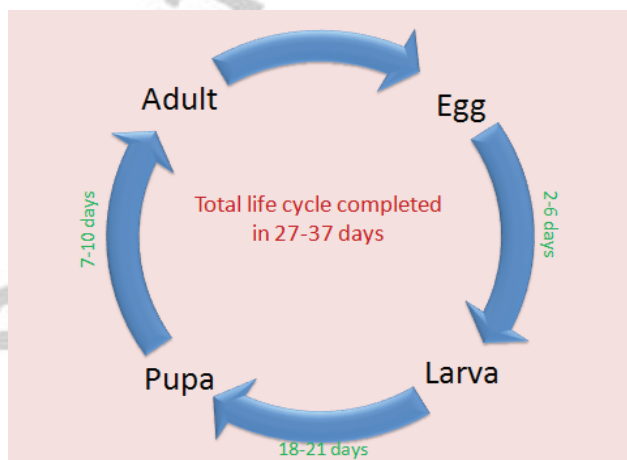 Adult
Egg
Total life cycle completed
in 27-37 days
7-10 days
2-6 days
Pupa
Larva
18-21 days